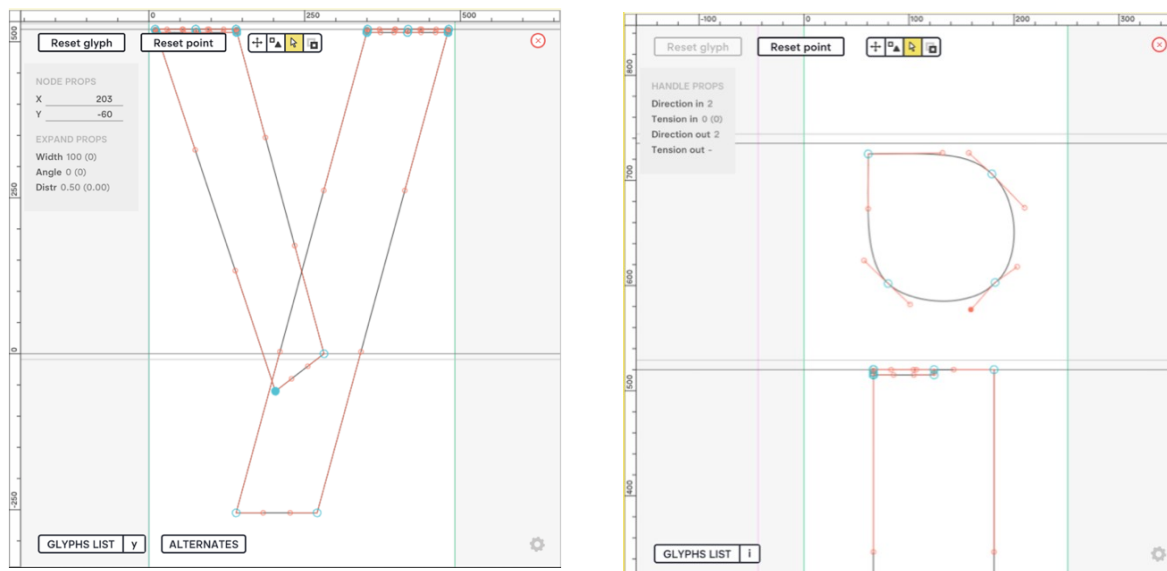 0 250 500
500
Reset glyph Reset point
NODE PROPS
X 203
Y -60
EXPAND PROPS
Width 100 (0)
Angle 0 (0)
Distr 0.50 (0.00)
250
0
-250
GLYPHS LIST y ALTERNATES
-100 0 100 200 300
800
Reset glyph Reset point
HANDLE PROPS
Direction in 2
Tension in 0 (0)
Direction out 2
Tension out -
700
600
500
400
GLYPHS LIST i